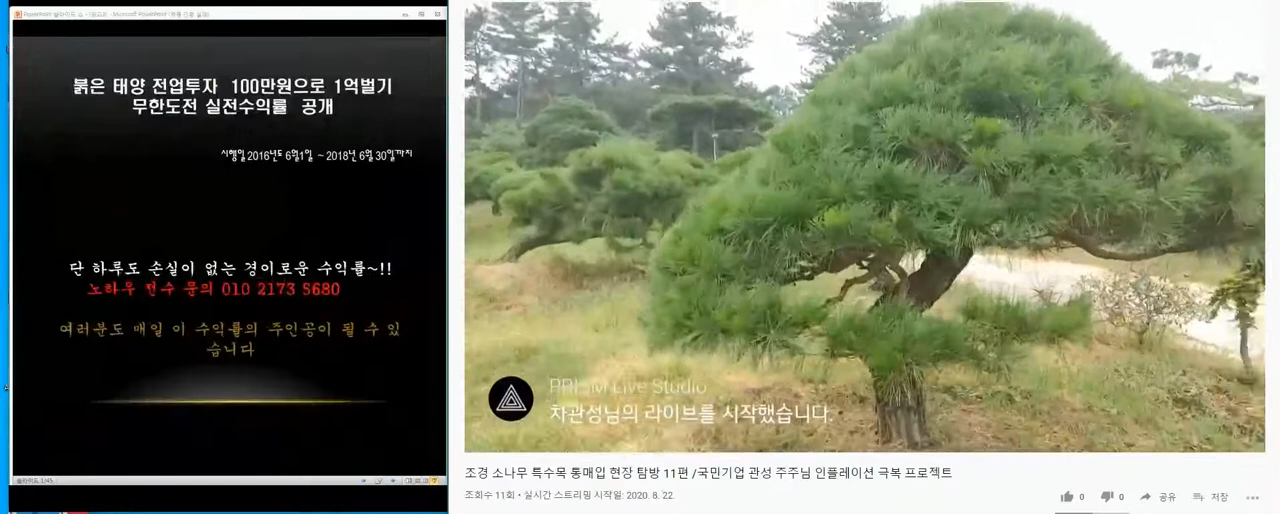 붉은 태양 전업투자 100만원으로 1억벌기
무한도전 실전수익률 공개
시행일 2016년도 6월1일 ~ 2018년 6월 30일까지
단 하루도 손실이 없는 경이로운 수익률~!!
노하우 전수 문의 010 2173 5680
여러분도 매일 이 수익률의 주인공이 될 수 있
습니다
슬라이드 1/45
PRISM Live Studio
차관성님의 라이브를 시작했습니다.
조경 소나무 특수목 통매입 현장 탐방 11편 /국민기업 관성 주주님 인플레이션 극복 프로젝트
조회수 11회 • 실시간 스트리밍 시작일: 2020. 8. 22.
0 0 공유 저장